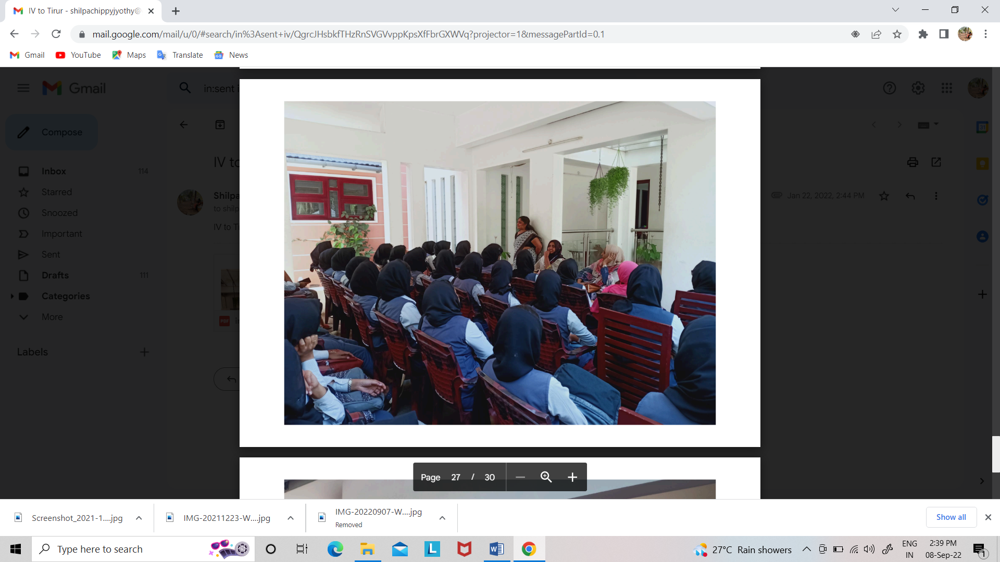 IV to Tirur - shilpachippyjyothy@
mail.google.com/mail/u/0/#search/in%3Asent+iv/QgrcJHsbkfTHzRnSVGVvppKpsXfFbrGXWVq?projector=1&messagePartId=0.1
Gmail YouTube Maps Translate News
Gmail in:sent i
Compose
IV to
Inbox 114
Starred
Snoozed
Important
Sent
Drafts 111
Categories
More
Labels
Shilpa
Jan 22, 2022, 2:44 PM
to shilp
IV to Ti
PDF
31
Page 27 / 30
Screenshot_2021-1....jpg
IMG-20211223-W....jpg
IMG-20220907-W....jpg
Removed
Show all
Type here to search
27°C Rain showers
ENG
IN
2:39 PM
08-Sep-22
1